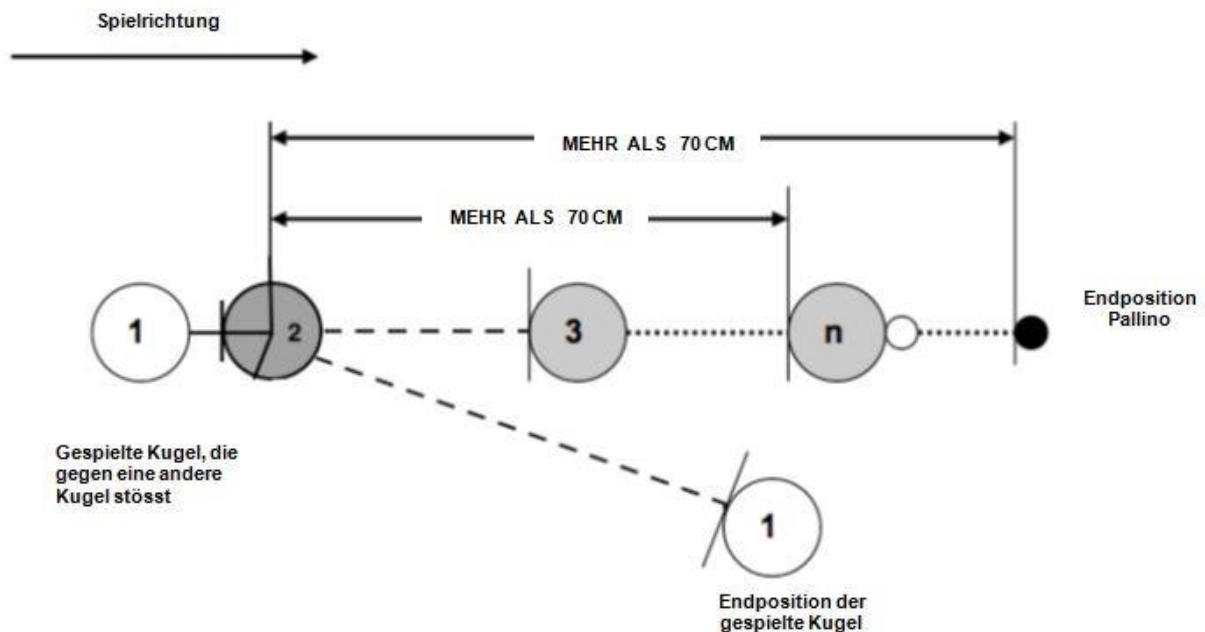 Spielrichtung
MEHR ALS 70 CM
MEHR ALS 70 CM
1
2
3
n
Endposition
Pallino
Gespielte Kugel, die
gegen eine andere
Kugel stösst
1
Endposition der
gespielte Kugel